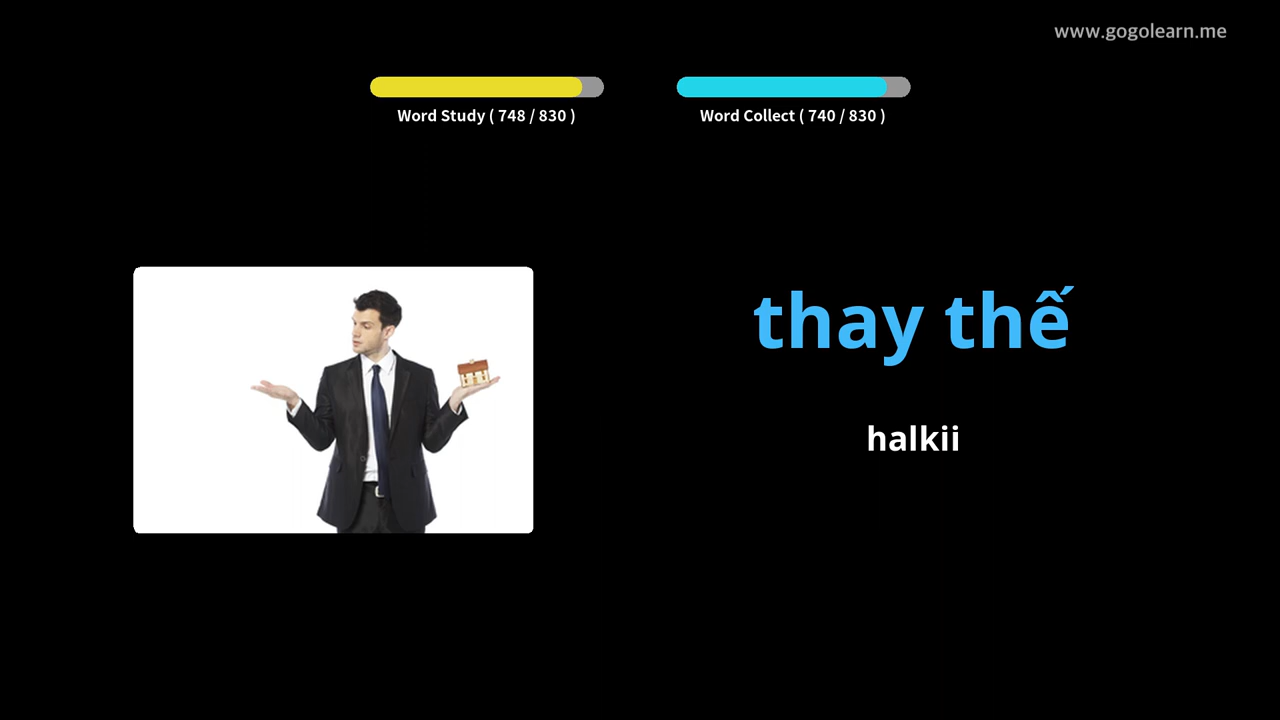 www.gogolearn.me
Word Study ( 748 / 830 )
Word Collect ( 740 / 830 )
thay thế
halkii